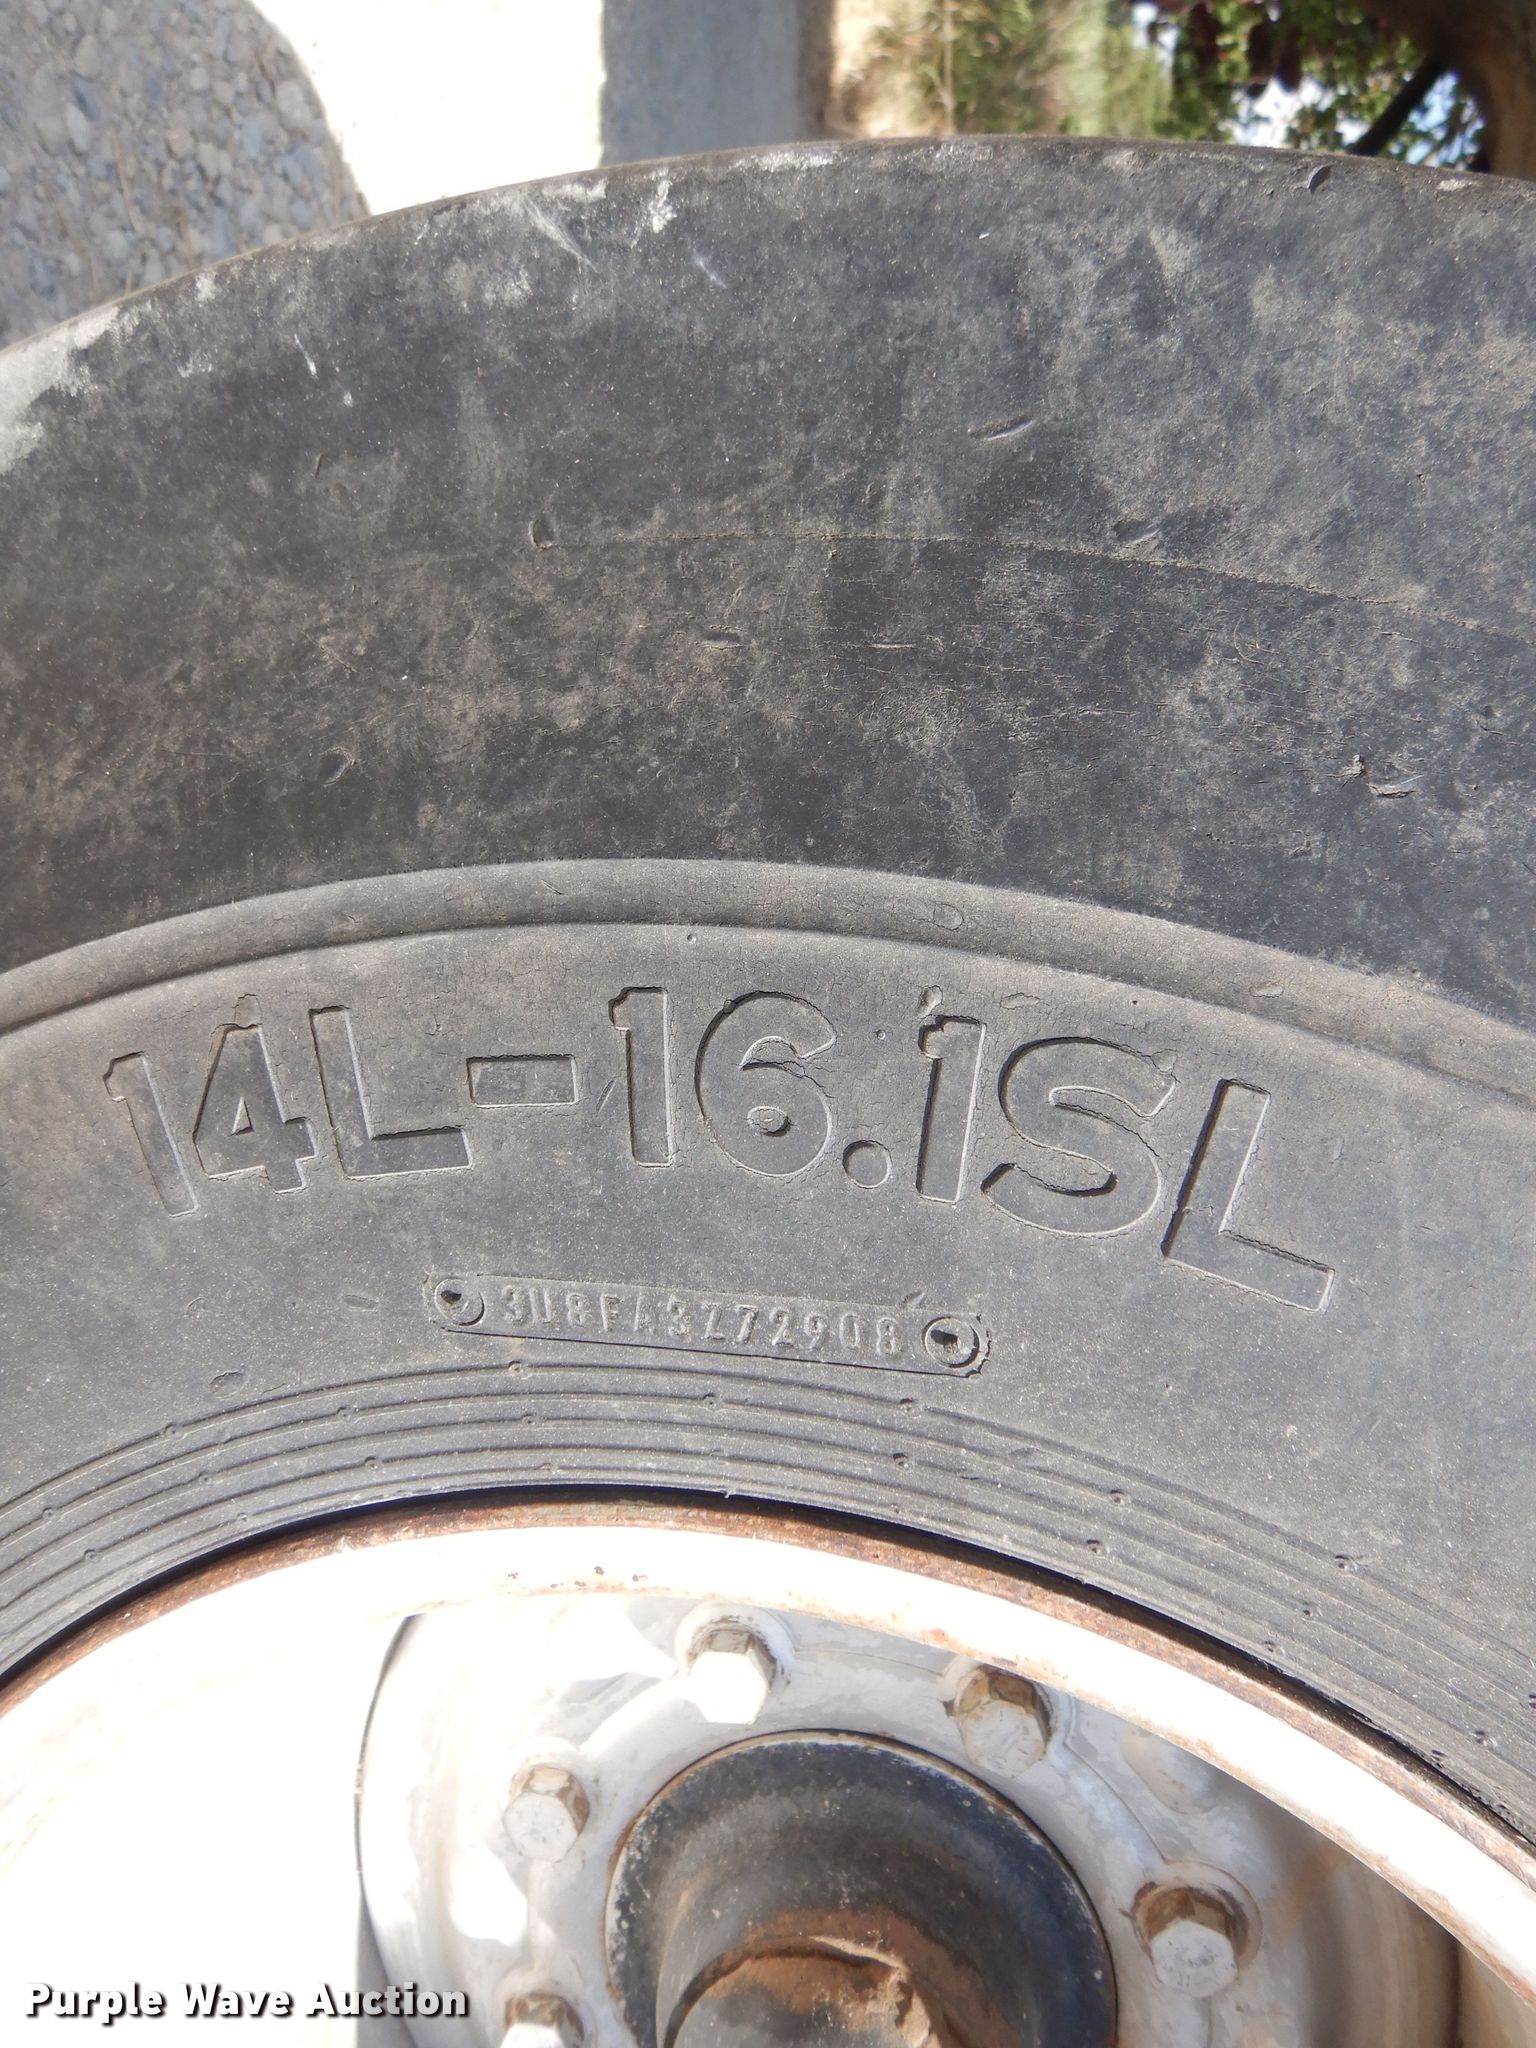 14L-16.1SL
3U8FA3Z72908
Purple Wave Auction